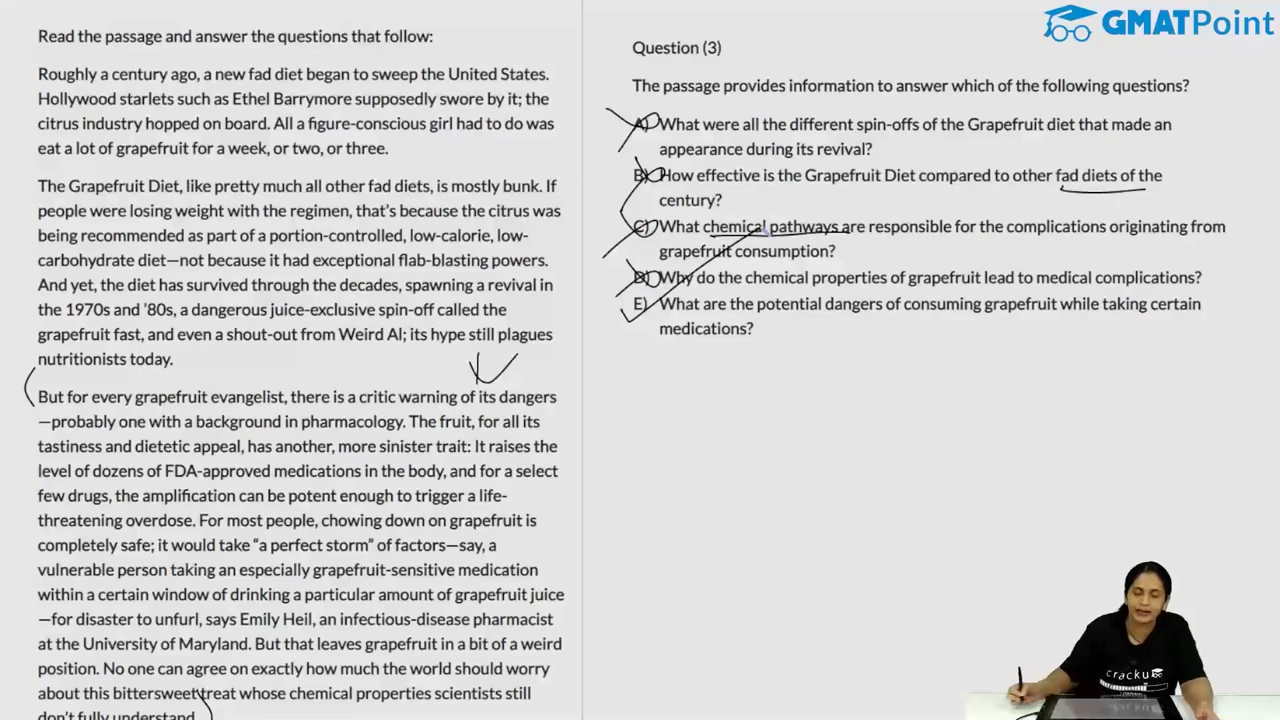 GMATPoint
Read the passage and answer the questions that follow:
Roughly a century ago, a new fad diet began to sweep the United States.
Hollywood starlets such as Ethel Barrymore supposedly swore by it; the
citrus industry hopped on board. All a figure-conscious girl had to do was
eat a lot of grapefruit for a week, or two, or three.
The Grapefruit Diet, like pretty much all other fad diets, is mostly bunk. If
people were losing weight with the regimen, that's because the citrus was
being recommended as part of a portion-controlled, low-calorie, low-
carbohydrate diet—not because it had exceptional flab-blasting powers.
And yet, the diet has survived through the decades, spawning a revival in
the 1970s and '80s, a dangerous juice-exclusive spin-off called the
grapefruit fast, and even a shout-out from Weird Al; its hype still plagues
nutritionists today.
But for every grapefruit evangelist, there is a critic warning of its dangers
—probably one with a background in pharmacology. The fruit, for all its
tastiness and dietetic appeal, has another, more sinister trait: It raises the
level of dozens of FDA-approved medications in the body, and for a select
few drugs, the amplification can be potent enough to trigger a life-
threatening overdose. For most people, chowing down on grapefruit is
completely safe; it would take “a perfect storm” of factors—say, a
vulnerable person taking an especially grapefruit-sensitive medication
within a certain window of drinking a particular amount of grapefruit juice
—for disaster to unfurl, says Emily Heil, an infectious-disease pharmacist
at the University of Maryland. But that leaves grapefruit in a bit of a weird
position. No one can agree on exactly how much the world should worry
about this bittersweet treat whose chemical properties scientists still
don't fully understand.
Question (3)
The passage provides information to answer which of the following questions?
A) What were all the different spin-offs of the Grapefruit diet that made an
appearance during its revival?
B) How effective is the Grapefruit Diet compared to other fad diets of the
century?
C) What chemical pathways are responsible for the complications originating from
grapefruit consumption?
D) Why do the chemical properties of grapefruit lead to medical complications?
E) What are the potential dangers of consuming grapefruit while taking certain
medications?
cracku